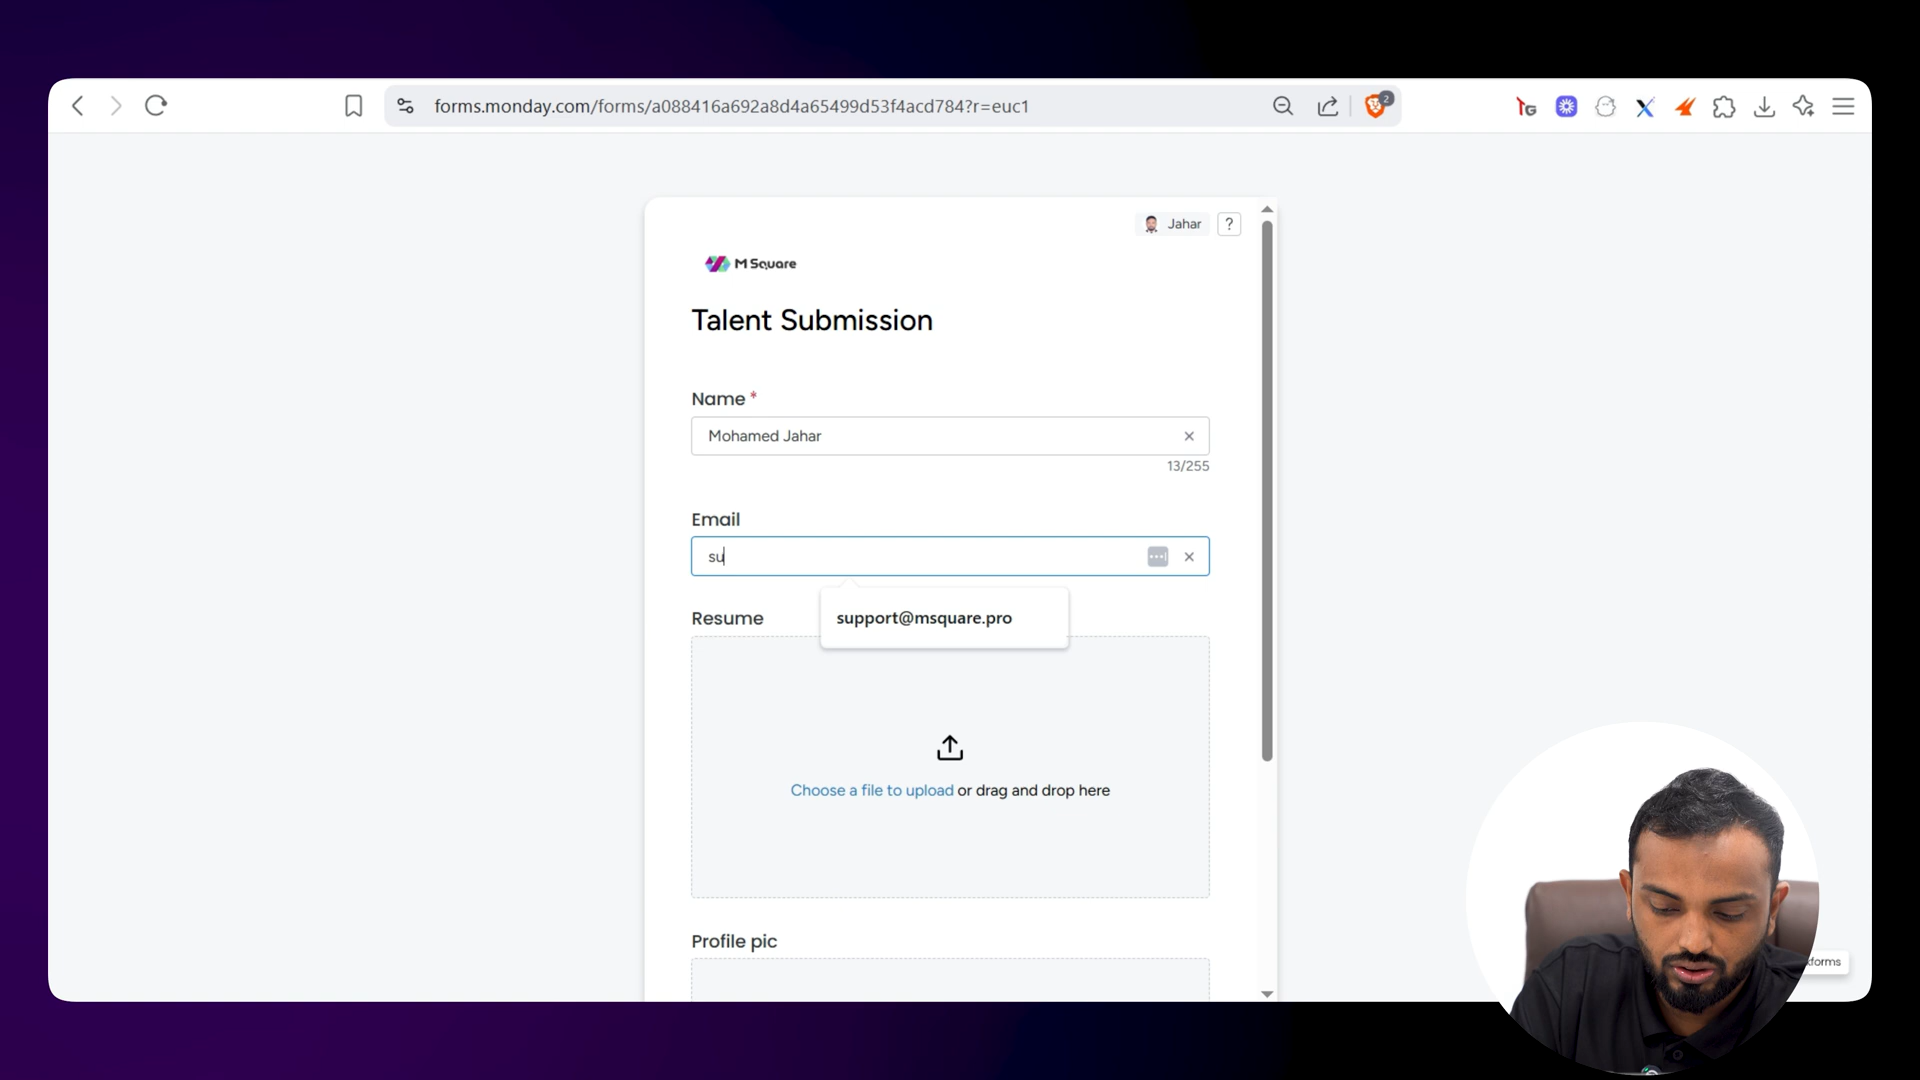 forms.monday.com/forms/a088416a692a8d4a65499d53f4acd784?r=euc1
2
Jahar
?
M Square
Talent Submission
Name *
Mohamed Jahar
13/255
Email
su
support@msquare.pro
Resume
Choose a file to upload or drag and drop here
Profile pic